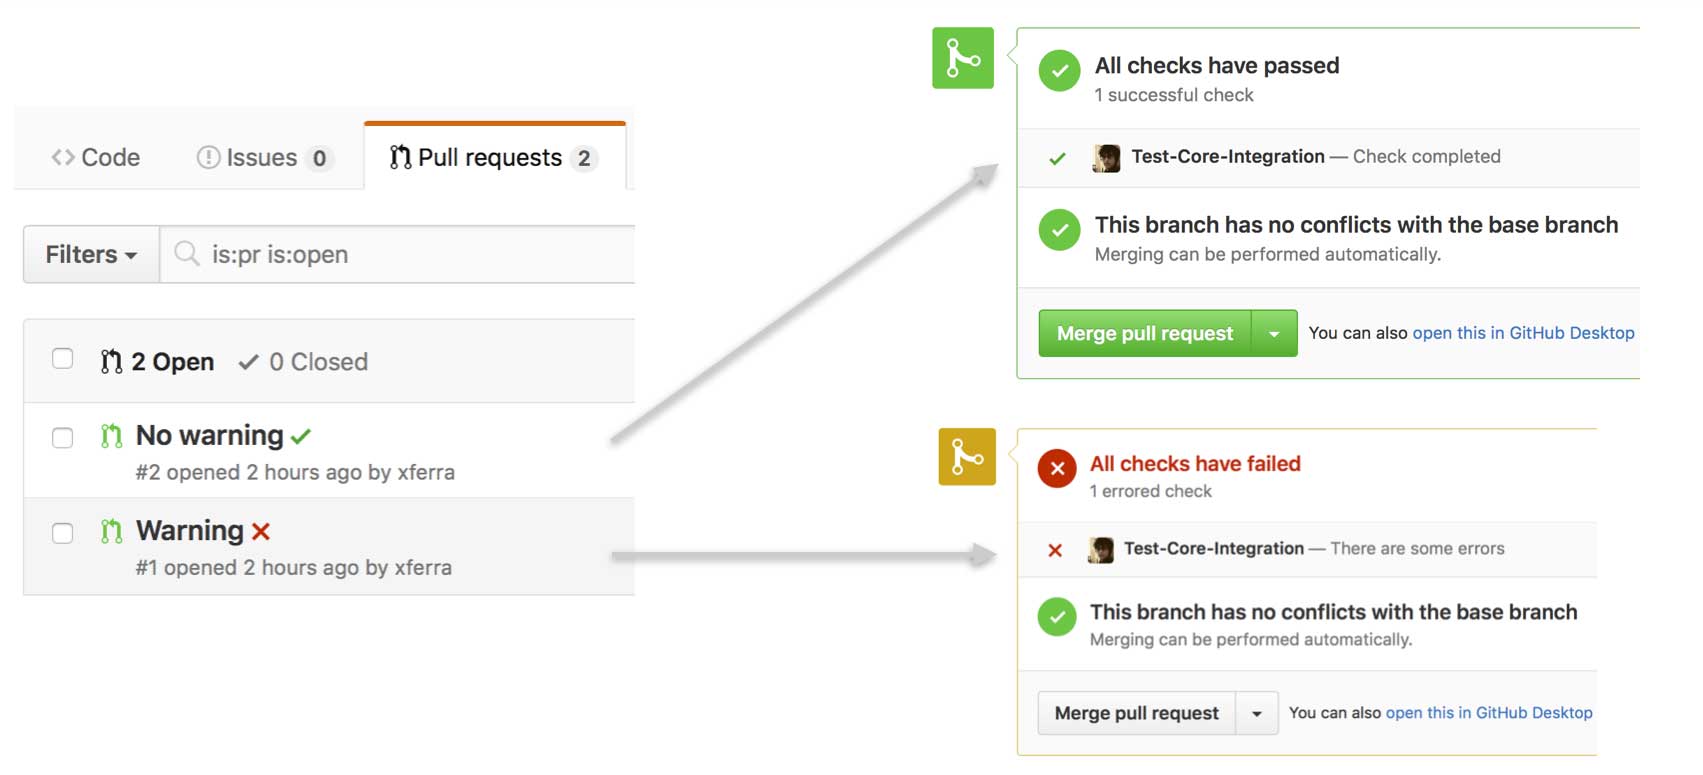 Code Issues 0 Pull requests 2
Filters is:pr is:open
2 Open 0 Closed
No warning
#2 opened 2 hours ago by xferra
Warning
#1 opened 2 hours ago by xferra
All checks have passed
1 successful check
Test-Core-Integration — Check completed
This branch has no conflicts with the base branch
Merging can be performed automatically.
Merge pull request You can also open this in GitHub Desktop
All checks have failed
1 errored check
Test-Core-Integration — There are some errors
This branch has no conflicts with the base branch
Merging can be performed automatically.
Merge pull request You can also open this in GitHub Desktop